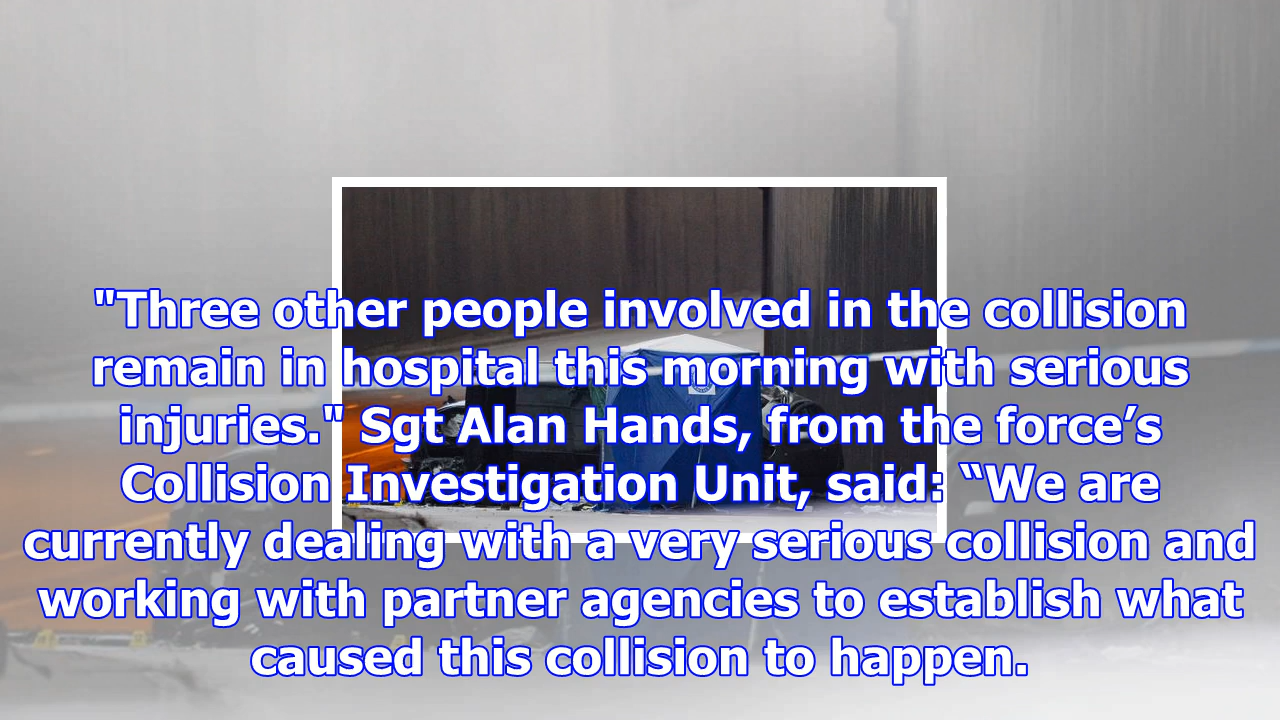 "Three other people involved in the collision
remain in hospital this morning with serious
injuries." Sgt Alan Hands, from the force’s
Collision Investigation Unit, said: “We are
currently dealing with a very serious collision and
working with partner agencies to establish what
caused this collision to happen.